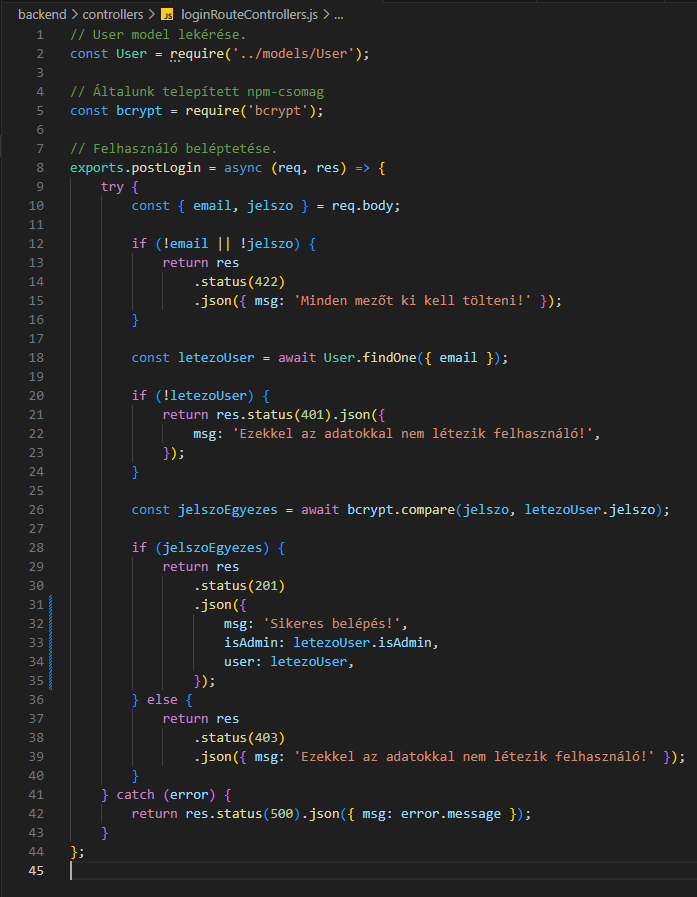 backend > controllers > JS loginRouteControllers.js > ...
1 // User model lekérése.
2 const User = require('../models/User');
3
4 // Általunk telepített npm-csomag
5 const bcrypt = require('bcrypt');
6
7 // Felhasználó beléptetése.
8 exports.postLogin = async (req, res) => {
9     try {
10         const { email, jelszo } = req.body;
11
12         if (!email || !jelszo) {
13             return res
14                 .status(422)
15                 .json({ msg: 'Minden mezőt ki kell tölteni!' });
16         }
17
18         const letezoUser = await User.findOne({ email });
19
20         if (!letezoUser) {
21             return res.status(401).json({
22                 msg: 'Ezekkel az adatokkal nem létezik felhasználó!',
23             });
24         }
25
26         const jelszoEgyezes = await bcrypt.compare(jelszo, letezoUser.jelszo);
27
28         if (jelszoEgyezes) {
29             return res
30                 .status(201)
31                 .json({
32                     msg: 'Sikeres belépés!',
33                     isAdmin: letezoUser.isAdmin,
34                     user: letezoUser,
35                 });
36         } else {
37             return res
38                 .status(403)
39                 .json({ msg: 'Ezekkel az adatokkal nem létezik felhasználó!' });
40         }
41     } catch (error) {
42         return res.status(500).json({ msg: error.message });
43     }
44 };
45